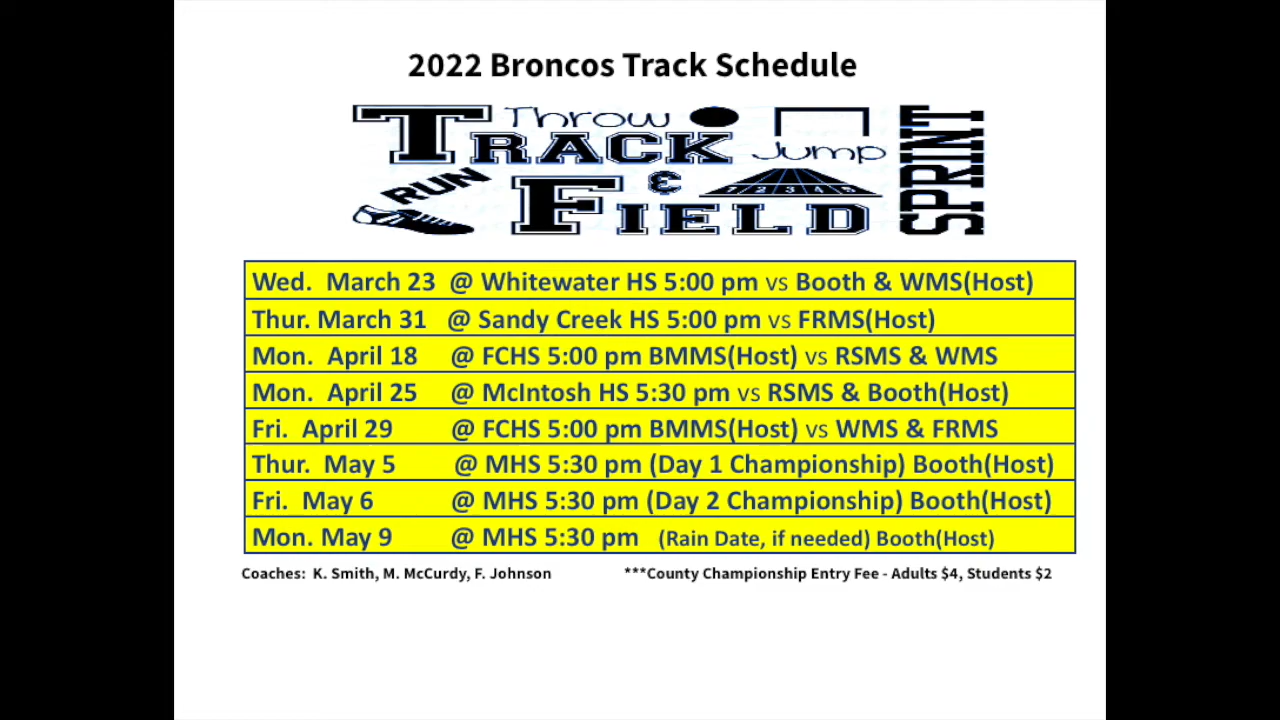 2022 Broncos Track Schedule
Throw
TRACK
Jump
SPRINT
RUN
&
1 2 3 4 5
FIELD
Wed. March 23 @ Whitewater HS 5:00 pm vs Booth & WMS(Host)
Thur. March 31 @ Sandy Creek HS 5:00 pm vs FRMS(Host)
Mon. April 18 @ FCHS 5:00 pm BMMS(Host) vs RSMS & WMS
Mon. April 25 @ McIntosh HS 5:30 pm vs RSMS & Booth(Host)
Fri. April 29 @ FCHS 5:00 pm BMMS(Host) vs WMS & FRMS
Thur. May 5 @ MHS 5:30 pm (Day 1 Championship) Booth(Host)
Fri. May 6 @ MHS 5:30 pm (Day 2 Championship) Booth(Host)
Mon. May 9 @ MHS 5:30 pm (Rain Date, if needed) Booth(Host)
Coaches: K. Smith, M. McCurdy, F. Johnson ***County Championship Entry Fee - Adults $4, Students $2